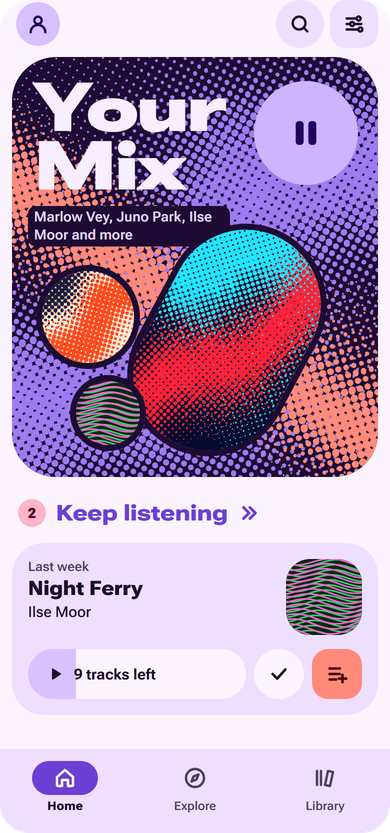 Your
Mix
Marlow Vey, Juno Park, Ilse
Moor and more
2
Keep listening
Last week
Night Ferry
Ilse Moor
9 tracks left
Home
Explore
Library